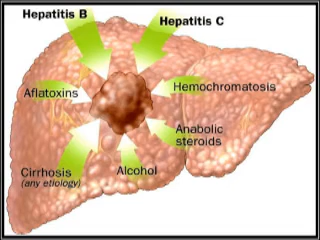 Hepatitis B
Hepatitis C
Aflatoxins
Hemochromatosis
Anabolic
steroids
Cirrhosis
(any etiology)
Alcohol